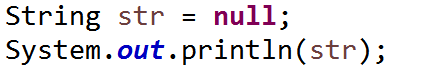 String str = null;
System.out.println(str);